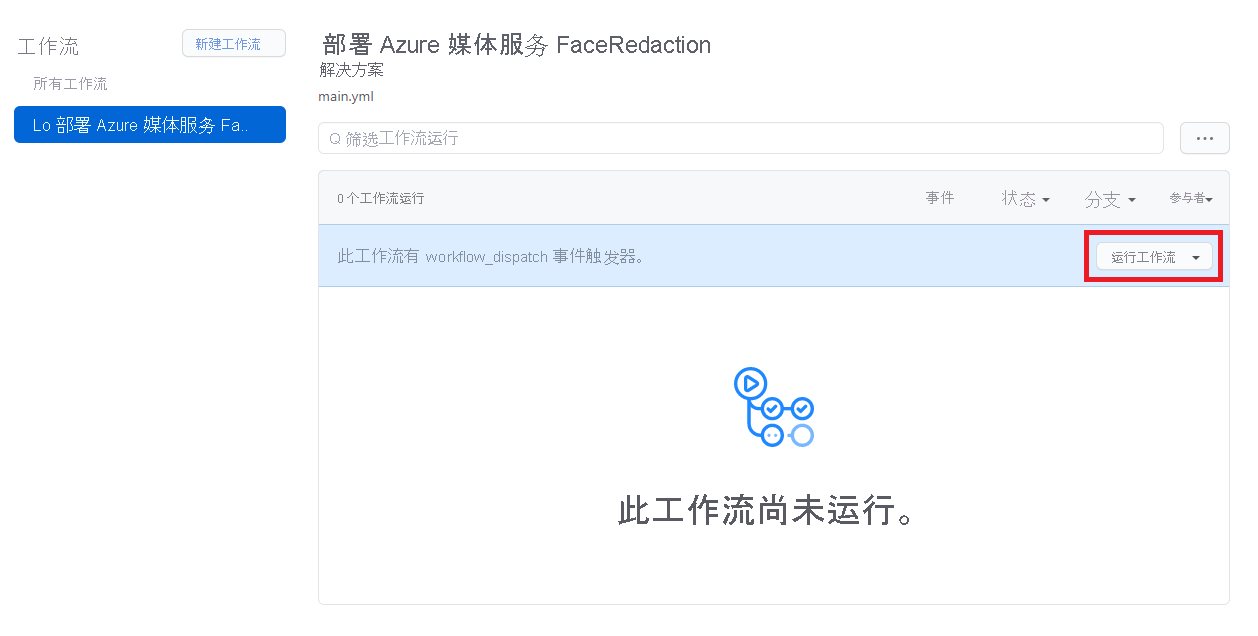 工作流
新建工作流
所有工作流
Lo 部署 Azure 媒体服务 Fa..
部署 Azure 媒体服务 FaceRedaction
解决方案
main.yml
Q 筛选工作流运行
...
0 个工作流运行
事件
状态
分支
参与者
此工作流有 workflow_dispatch 事件触发器。
运行工作流
此工作流尚未运行。